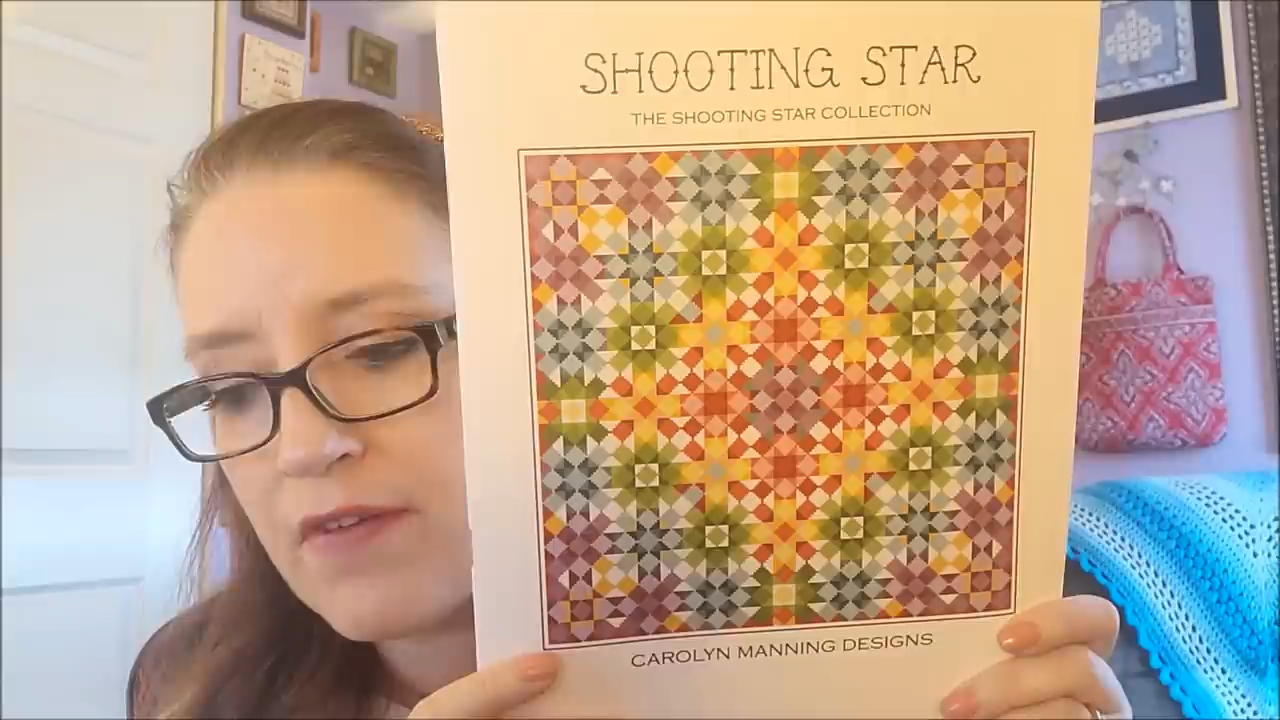 SHOOTING STAR
THE SHOOTING STAR COLLECTION
CAROLYN MANNING DESIGNS